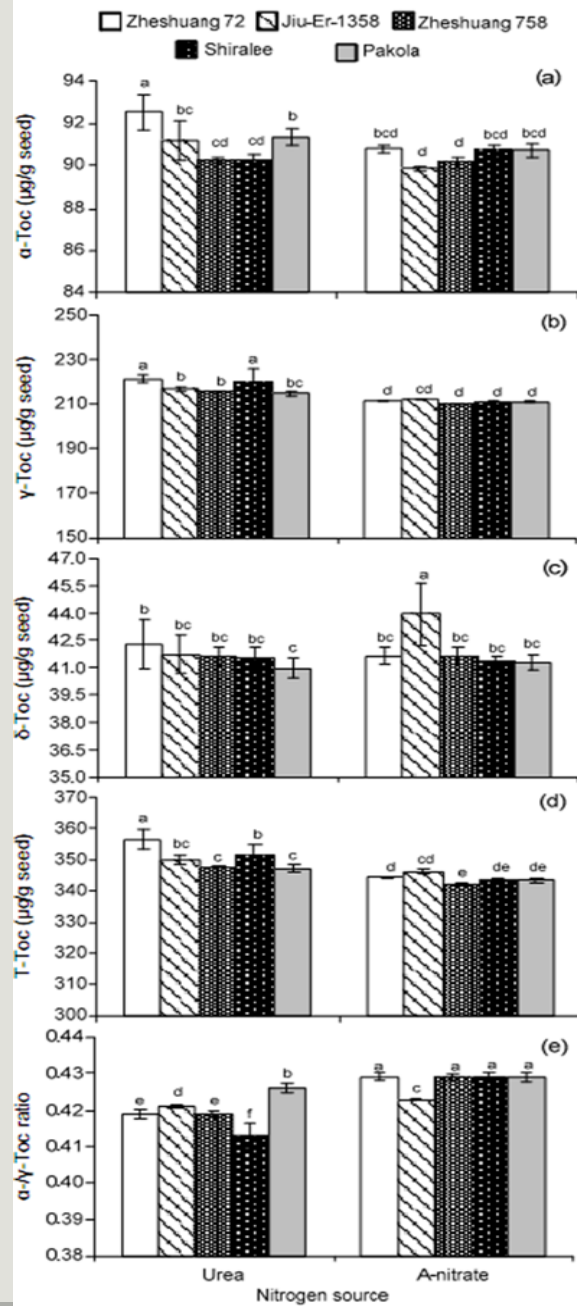 Zheshuang 72 Jiu-Er-1358 Zheshuang 758
Shiralee Pakola
(a)
α-Toc (µg/g seed)
94
92
90
88
86
84
a bc cd cd b bcd d d bcd bcd
(b)
γ-Toc (µg/g seed)
250
230
210
190
170
150
a b b a bc d cd d d d
(c)
δ-Toc (µg/g seed)
47.0
45.5
44.0
42.5
41.0
39.5
38.0
36.5
35.0
b bc bc bc c bc a bc bc bc
(d)
T-Toc (µg/g seed)
370
360
350
340
330
320
310
300
a bc c b c d cd e de de
(e)
α-/γ-Toc ratio
0.44
0.43
0.42
0.41
0.40
0.39
0.38
e d e f b a c a a a
Urea A-nitrate
Nitrogen source